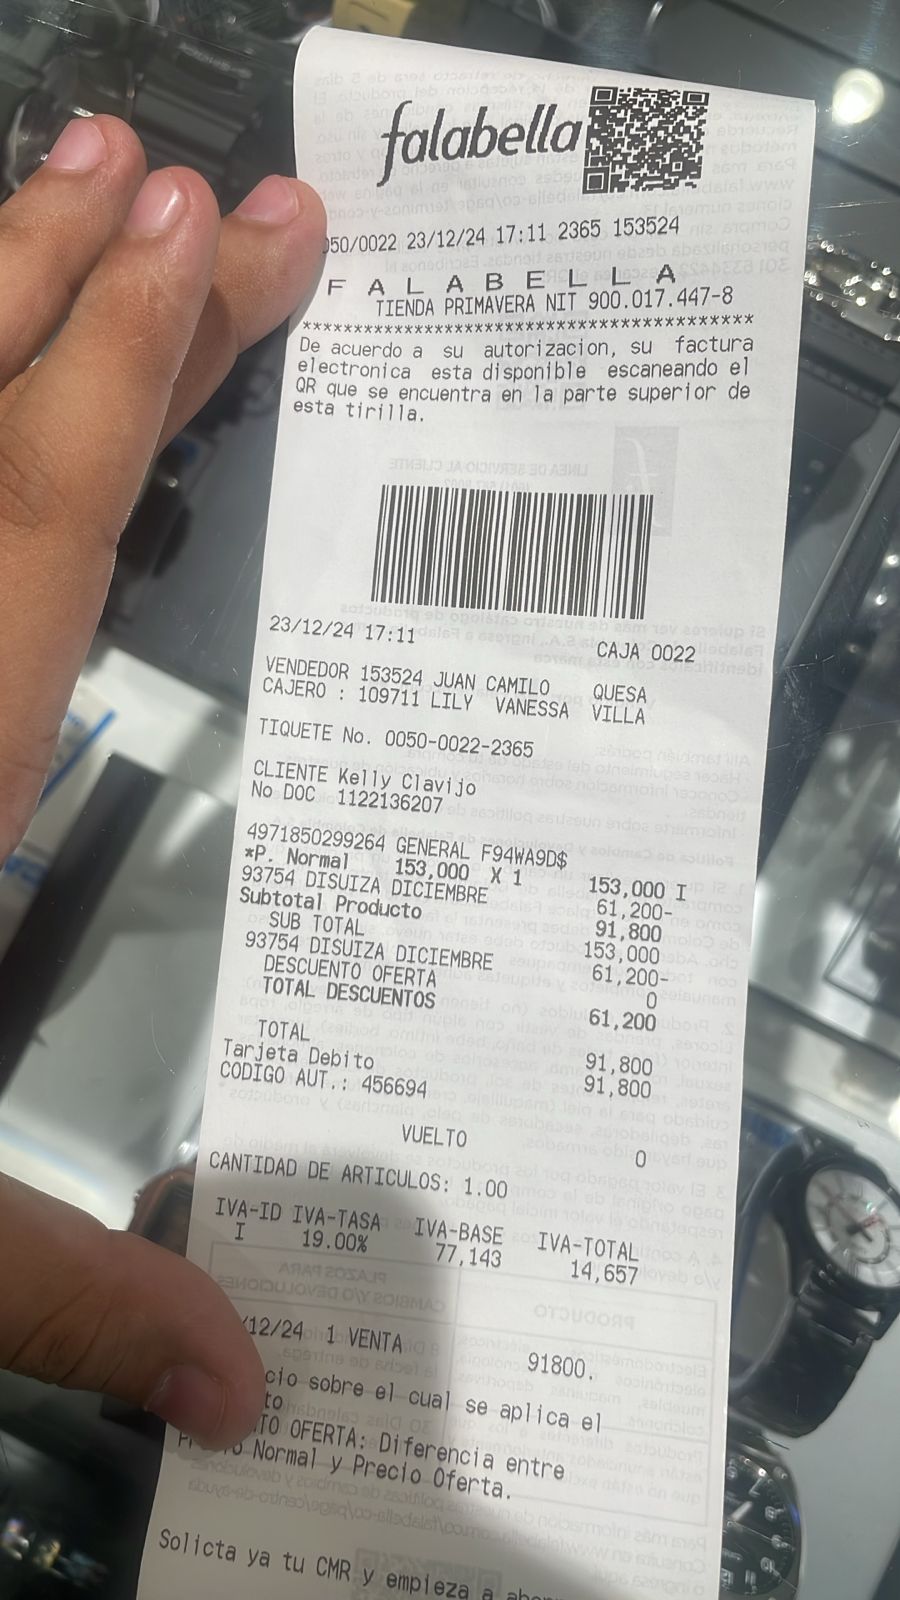 falabella
050/0022 23/12/24 17:11 2365 153524
F A L A B E L L A
TIENDA PRIMAVERA NIT 900.017.447-8
********************************************
De acuerdo a su autorizacion, su factura
electronica esta disponible escaneando el
QR que se encuentra en la parte superior de
esta tirilla.
23/12/24 17:11 CAJA 0022
VENDEDOR 153524 JUAN CAMILO QUESA
CAJERO : 109711 LILY VANESSA VILLA
TIQUETE No. 0050-0022-2365
CLIENTE Kelly Clavijo
No DOC 1122136207
4971850299264 GENERAL F94WA9D$
*P. Normal 153,000 X 1 153,000 I
93754 DISUIZA DICIEMBRE 61,200-
Subtotal Producto 91,800
SUB TOTAL 153,000
93754 DISUIZA DICIEMBRE 61,200-
DESCUENTO OFERTA 0
TOTAL DESCUENTOS 61,200
TOTAL 91,800
Tarjeta Debito 91,800
CODIGO AUT.: 456694
VUELTO 0
CANTIDAD DE ARTICULOS: 1.00
IVA-ID IVA-TASA IVA-BASE IVA-TOTAL
I 19.00% 77,143 14,657
/12/24 1 VENTA 91800.
cio sobre el cual se aplica el
to
TO OFERTA: Diferencia entre
Normal y Precio Oferta.
Solicta ya tu CMR y empieza a